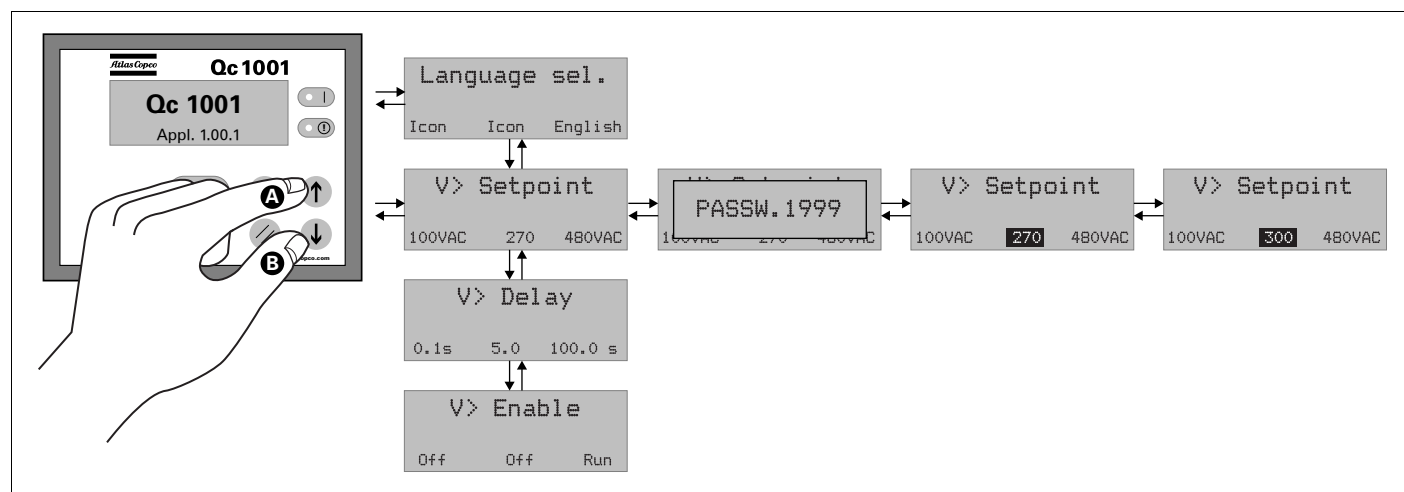 Atlas Copco
Qc 1001
Qc 1001
Appl. 1.00.1
A
B
Language sel.
Icon Icon English
V> Setpoint
100VAC 270 480VAC
PASSW.1999
V> Setpoint
100VAC 270 480VAC
V> Setpoint
100VAC 300 480VAC
V> Delay
0.1s 5.0 100.0 s
V> Enable
Off Off Run